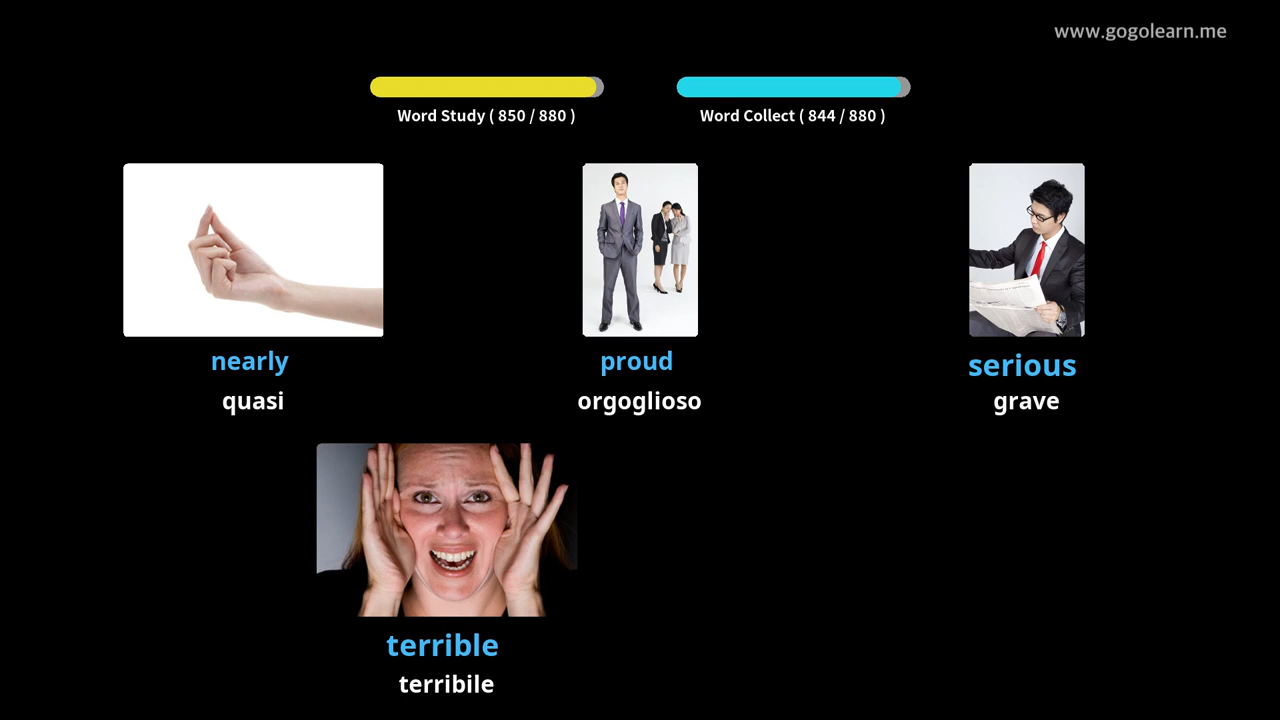 www.gogolearn.me
Word Study ( 850 / 880 )
Word Collect ( 844 / 880 )
nearly
quasi
proud
orgoglioso
serious
grave
terrible
terribile